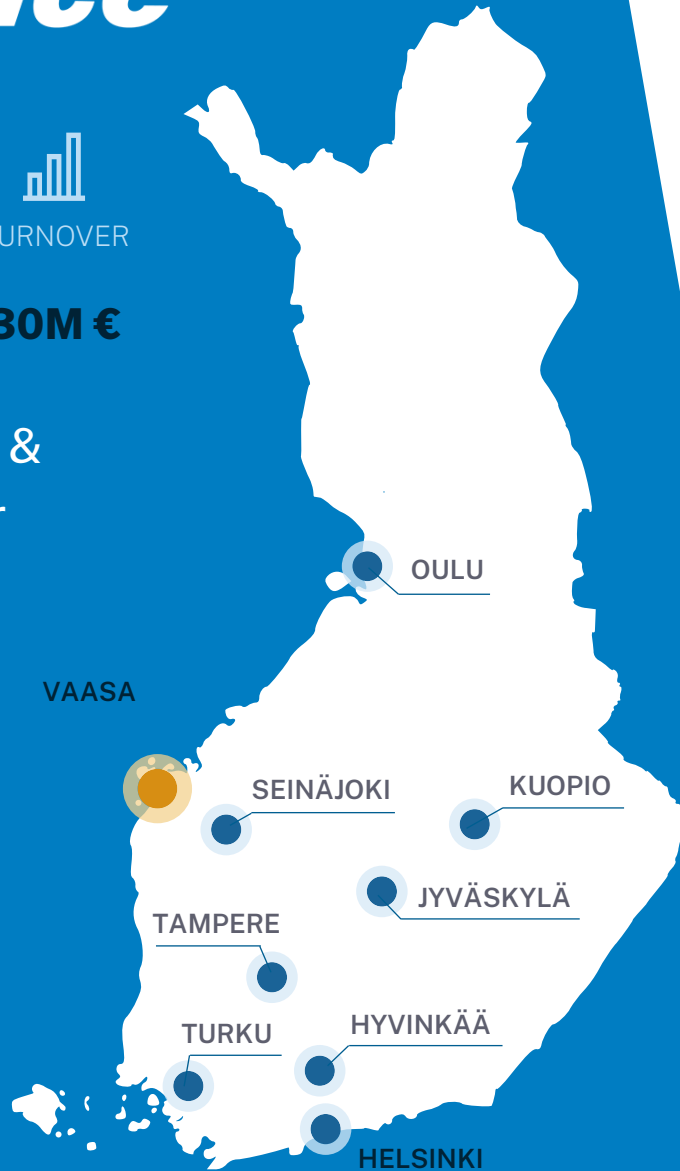 URNOVER
30M €
&
OULU
VAASA
SEINÄJOKI
KUOPIO
JYVÄSKYLÄ
TAMPERE
HYVINKÄÄ
TURKU
HELSINKI